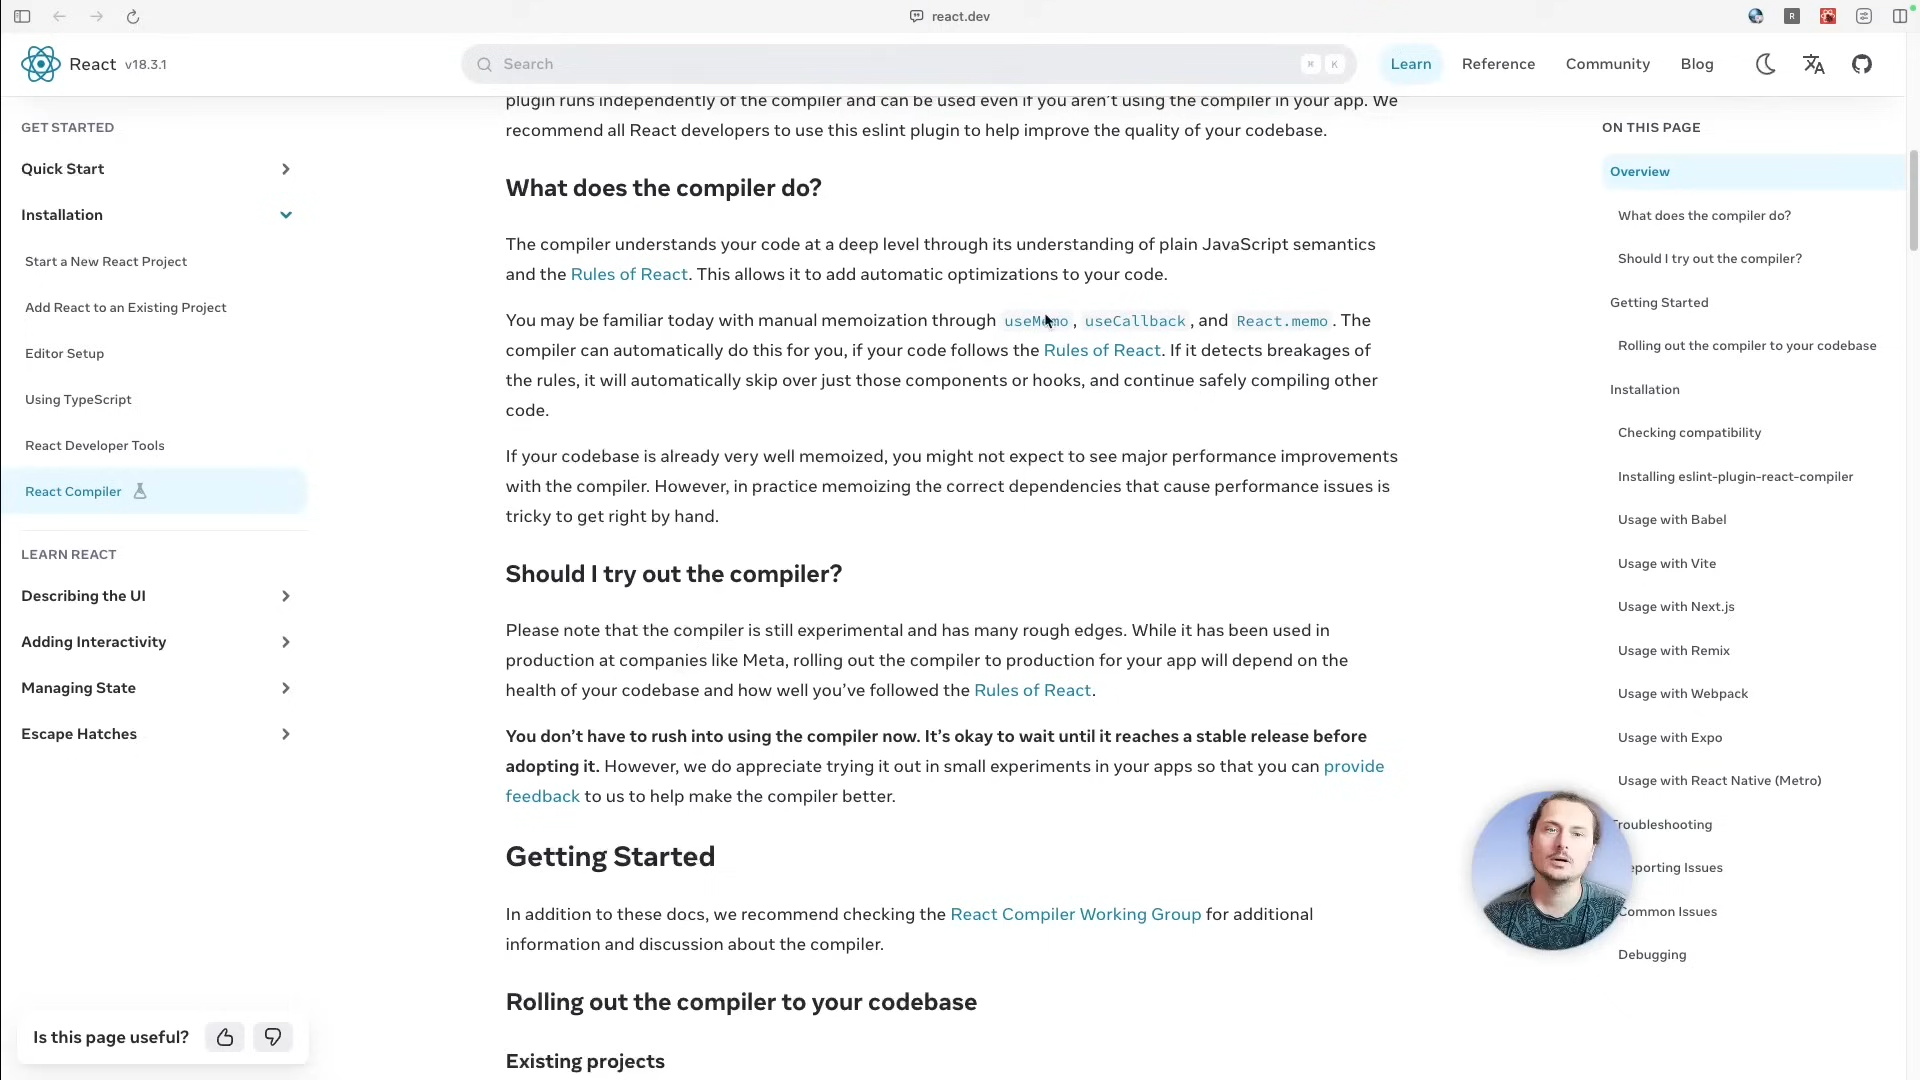 react.dev
React v18.3.1
Search
⌘ K
Learn
Reference
Community
Blog
GET STARTED
Quick Start
Installation
Start a New React Project
Add React to an Existing Project
Editor Setup
Using TypeScript
React Developer Tools
React Compiler
LEARN REACT
Describing the UI
Adding Interactivity
Managing State
Escape Hatches
Is this page useful?
plugin runs independently of the compiler and can be used even if you aren’t using the compiler in your app. We
recommend all React developers to use this eslint plugin to help improve the quality of your codebase.
What does the compiler do?
The compiler understands your code at a deep level through its understanding of plain JavaScript semantics
and the Rules of React. This allows it to add automatic optimizations to your code.
You may be familiar today with manual memoization through useMemo, useCallback, and React.memo. The
compiler can automatically do this for you, if your code follows the Rules of React. If it detects breakages of
the rules, it will automatically skip over just those components or hooks, and continue safely compiling other
code.
If your codebase is already very well memoized, you might not expect to see major performance improvements
with the compiler. However, in practice memoizing the correct dependencies that cause performance issues is
tricky to get right by hand.
Should I try out the compiler?
Please note that the compiler is still experimental and has many rough edges. While it has been used in
production at companies like Meta, rolling out the compiler to production for your app will depend on the
health of your codebase and how well you’ve followed the Rules of React.
You don’t have to rush into using the compiler now. It’s okay to wait until it reaches a stable release before
adopting it. However, we do appreciate trying it out in small experiments in your apps so that you can provide
feedback to us to help make the compiler better.
Getting Started
In addition to these docs, we recommend checking the React Compiler Working Group for additional
information and discussion about the compiler.
Rolling out the compiler to your codebase
Existing projects
ON THIS PAGE
Overview
What does the compiler do?
Should I try out the compiler?
Getting Started
Rolling out the compiler to your codebase
Installation
Checking compatibility
Installing eslint-plugin-react-compiler
Usage with Babel
Usage with Vite
Usage with Next.js
Usage with Remix
Usage with Webpack
Usage with Expo
Usage with React Native (Metro)
Troubleshooting
eporting Issues
Common Issues
Debugging